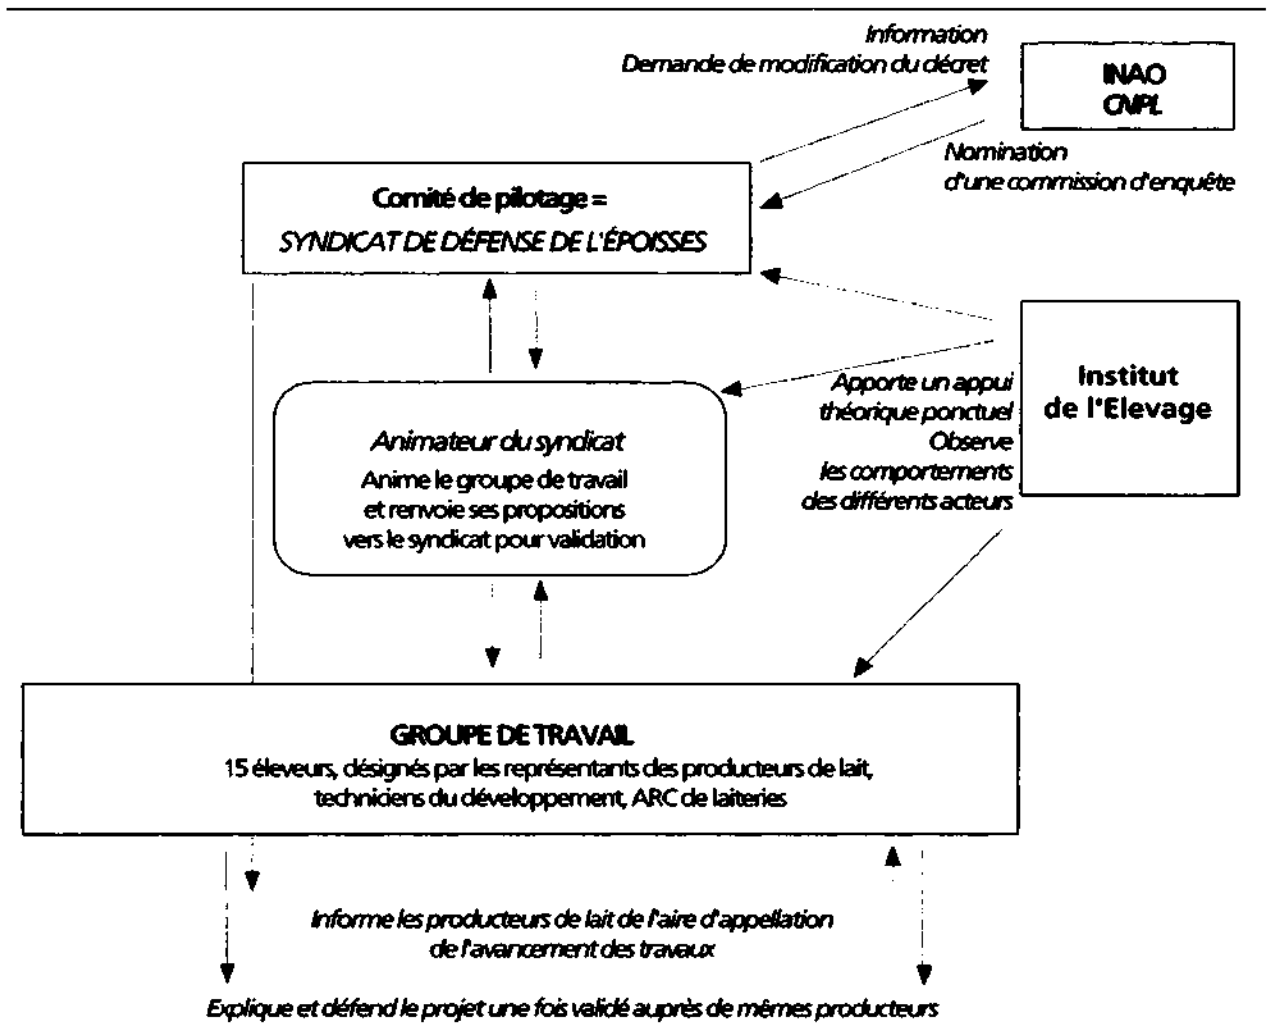 Information
Demande de modification du décret
INAO
CNPL
Nomination
d'une commission d'enquête
Comité de pilotage =
SYNDICAT DE DÉFENSE DE L'ÉPOISSES
Institut
de l'Elevage
Apporte un appui
théorique ponctuel
Observe
les comportements
des différents acteurs
Animateur du syndicat
Anime le groupe de travail
et renvoie ses propositions
vers le syndicat pour validation
GROUPE DE TRAVAIL
15 éleveurs, désignés par les représentants des producteurs de lait,
techniciens du développement, ARC de laiteries
Informe les producteurs de lait de l'aire d'appellation
de l'avancement des travaux
Explique et défend le projet une fois validé auprès de mêmes producteurs